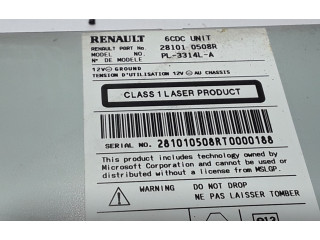 RENAULT 6CDC UNIT
RENAULT PART No. 28101 0508R
MODEL NO. PL-3314L-A
N° DE MODELE
12V ⎓ GROUND
TENSION D'UTILISATION 12V ⎓ AU CHASSIS
CLASS 1 LASER PRODUCT
SERIAL NO. 281010508RT0000188
This product includes technology owned by
Microsoft Corporation and cannot be used
or distributed without a license from MSLGP.
DO NOT DROP
NE PAS LAISSER TOMBER